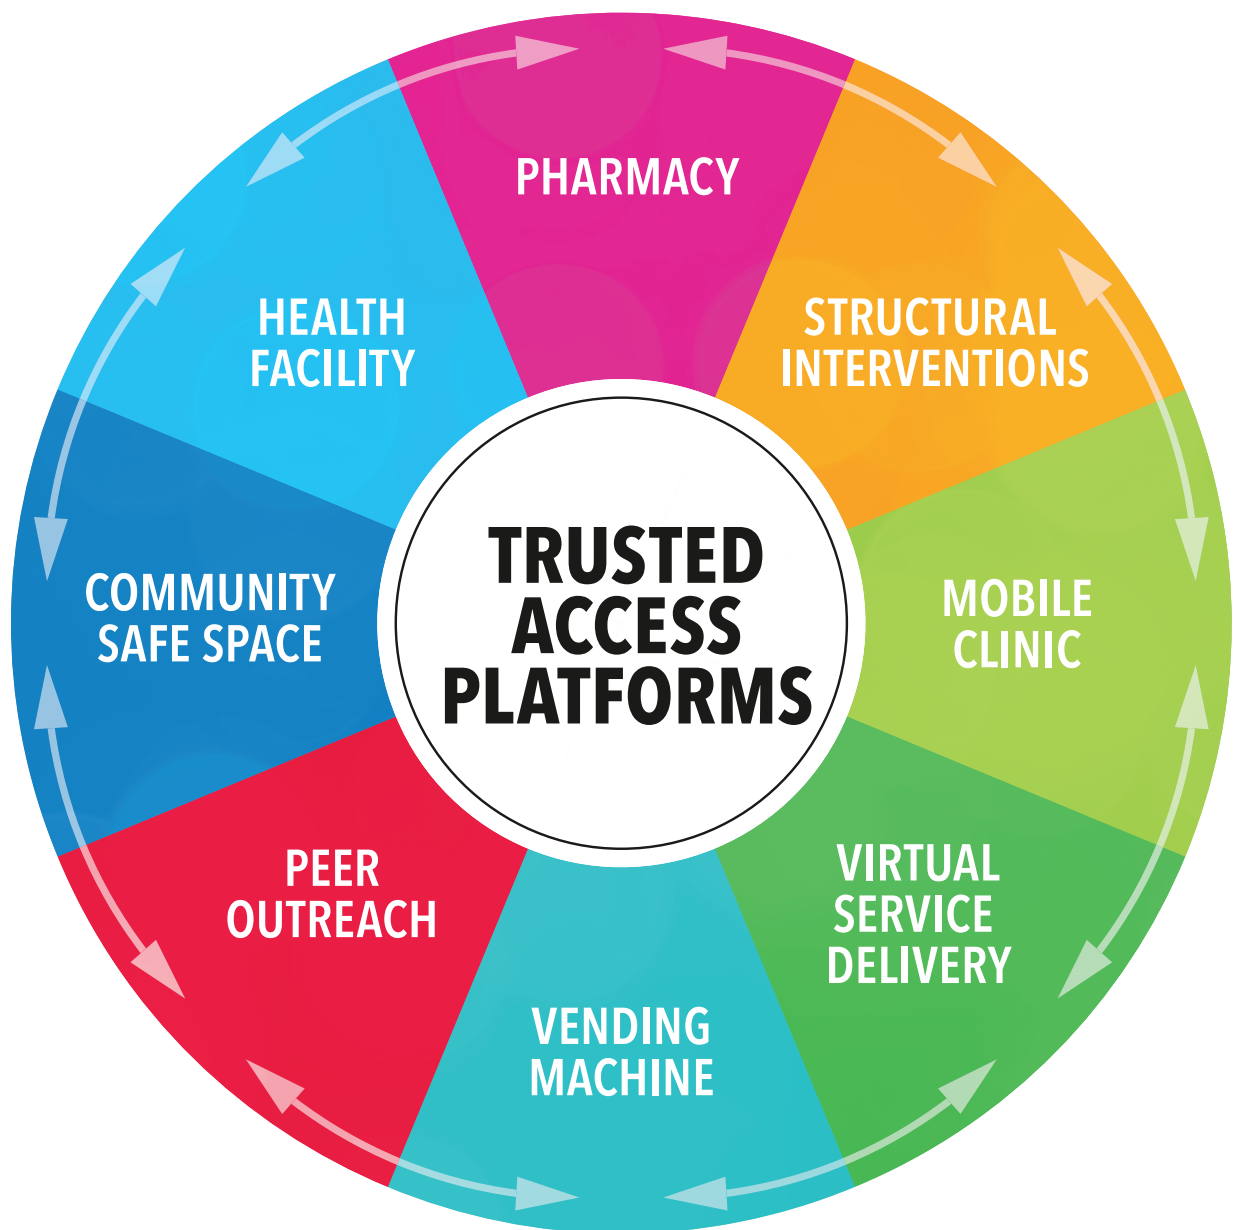 PHARMACY
STRUCTURAL
INTERVENTIONS
MOBILE
CLINIC
VIRTUAL
SERVICE
DELIVERY
VENDING
MACHINE
PEER
OUTREACH
COMMUNITY
SAFE SPACE
HEALTH
FACILITY
TRUSTED
ACCESS
PLATFORMS